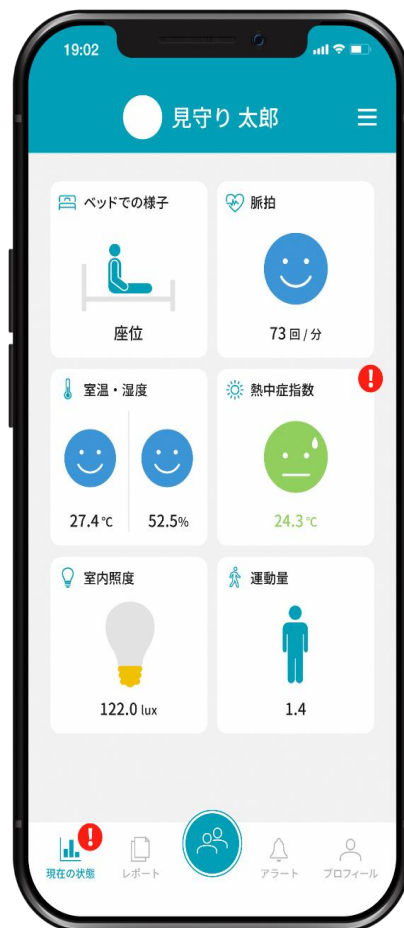 19:02
見守り 太郎
ベッドでの様子
脈拍
座位
73 回 / 分
室温・湿度
熱中症指数
27.4 ℃
52.5%
24.3 ℃
室内照度
運動量
122.0 lux
1.4
現在の状態
レポート
アラート
プロフィール